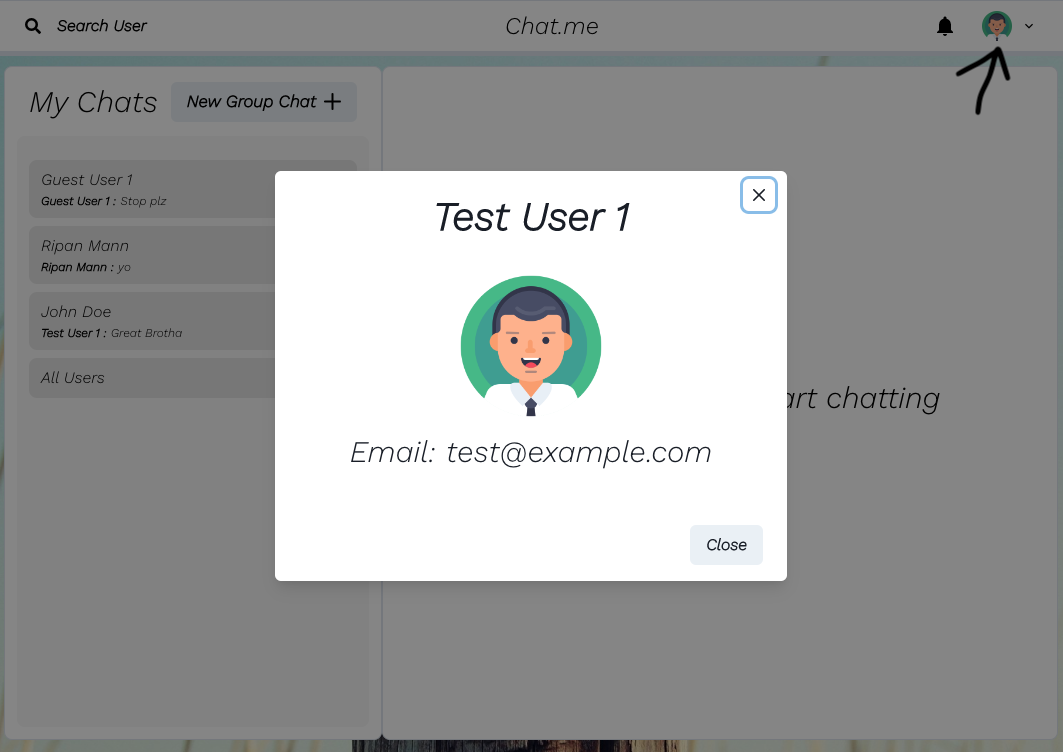 Search User
Chat.me
My Chats
New Group Chat
Guest User 1
Guest User 1 : Stop plz
Ripan Mann
Ripan Mann : yo
John Doe
Test User 1 : Great Brotha
All Users
Test User 1
Email: test@example.com
Close
art chatting